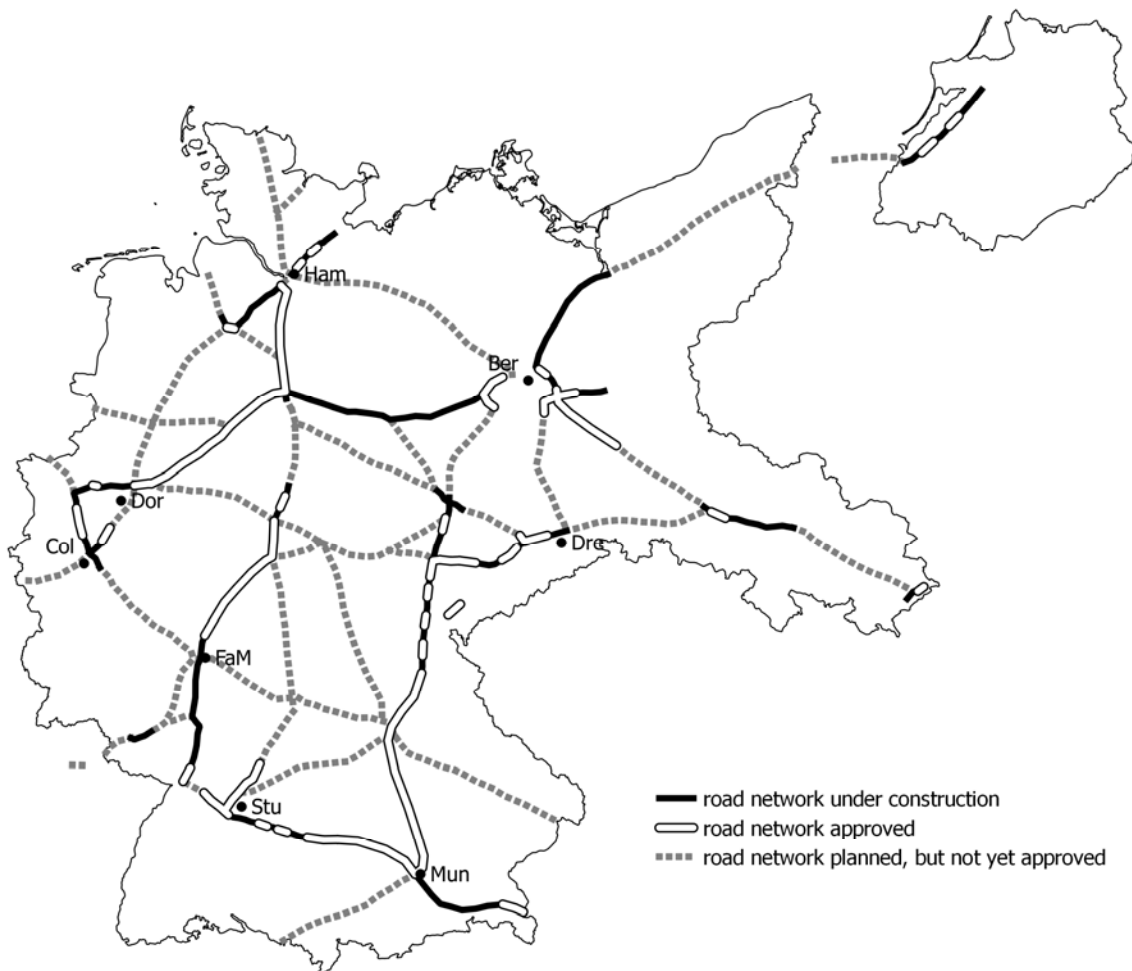 Ham
Ber
Dor
Col
Dre
FaM
Stu
Mun
road network under construction
road network approved
road network planned, but not yet approved